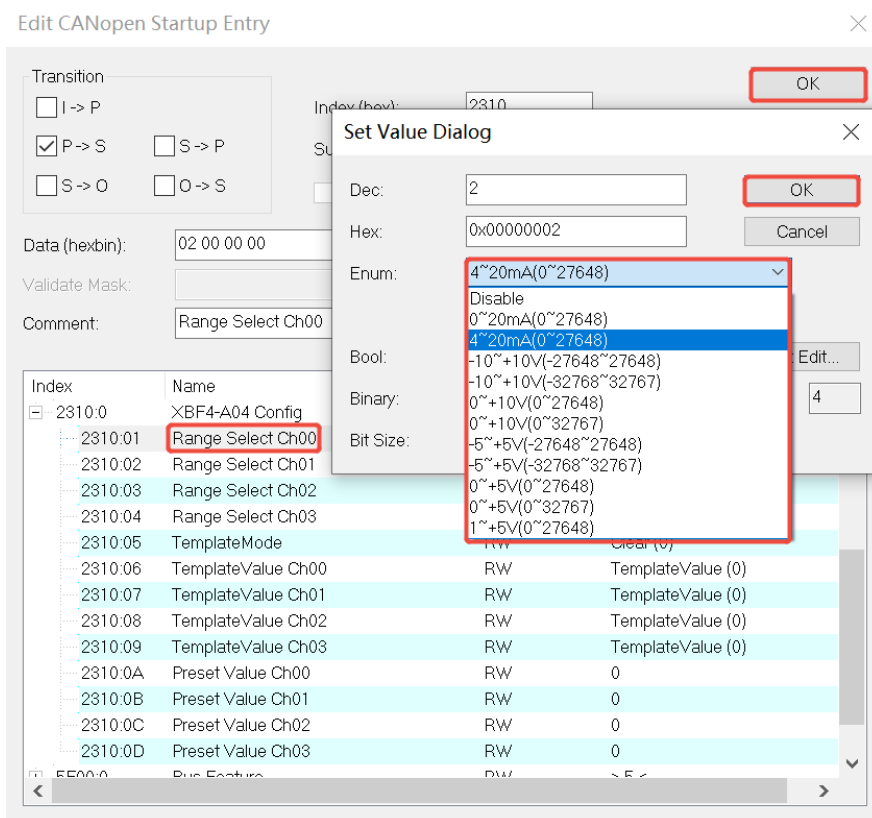 Edit CANopen Startup Entry
Transition
I -> P
P -> S
S -> P
S -> O
O -> S
Index (hex):
2310
OK
Data (hexbin):
02 00 00 00
Validate Mask:
Comment:
Range Select Ch00
Set Value Dialog
Dec:
2
OK
Hex:
0x00000002
Cancel
Enum:
4~20mA(0~27648)
Disable
0~20mA(0~27648)
4~20mA(0~27648)
-10~+10V(-27648~27648)
-10~+10V(-32768~32767)
0~+10V(0~27648)
0~+10V(0~32767)
-5~+5V(-27648~27648)
-5~+5V(-32768~32767)
0~+5V(0~27648)
0~+5V(0~32767)
1~+5V(0~27648)
Bool:
Edit...
Binary:
4
Bit Size:
Index Name
2310:0 XBF4-A04 Config
2310:01 Range Select Ch00
2310:02 Range Select Ch01
2310:03 Range Select Ch02
2310:04 Range Select Ch03
2310:05 TemplateMode RW Clear (0)
2310:06 TemplateValue Ch00 RW TemplateValue (0)
2310:07 TemplateValue Ch01 RW TemplateValue (0)
2310:08 TemplateValue Ch02 RW TemplateValue (0)
2310:09 TemplateValue Ch03 RW TemplateValue (0)
2310:0A Preset Value Ch00 RW 0
2310:0B Preset Value Ch01 RW 0
2310:0C Preset Value Ch02 RW 0
2310:0D Preset Value Ch03 RW 0
5F00:0 Bus Feature RW > 5 <